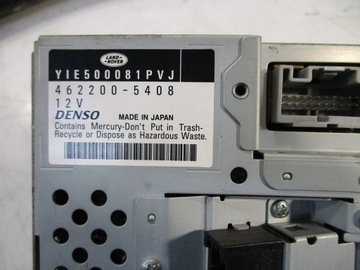 LAND-
ROVER
YIE500081PVJ
462200-5408
12V
DENSO MADE IN JAPAN
Contains Mercury-Don't Put in Trash-
Recycle or Dispose as Hazardous Waste.